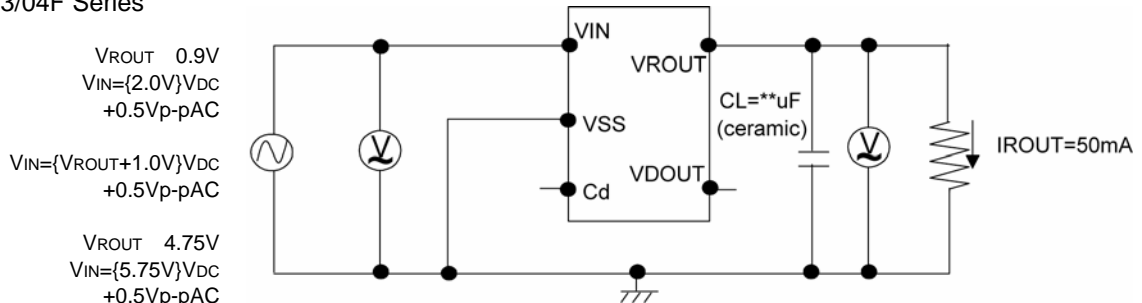 3/04F Series
VROUT 0.9V
VIN={2.0V}VDC
+0.5Vp-pAC
VIN={VROUT+1.0V}VDC
+0.5Vp-pAC
VROUT 4.75V
VIN={5.75V}VDC
+0.5Vp-pAC
VIN
VROUT
VSS
VDOUT
Cd
CL=**uF
(ceramic)
V
V
IROUT=50mA